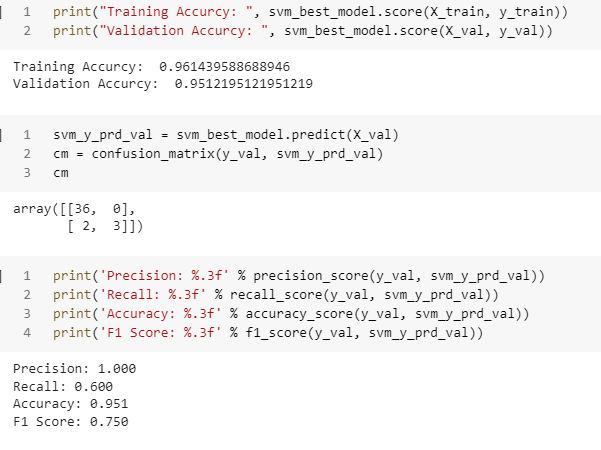 1 print("Training Accurcy: ", svm_best_model.score(X_train, y_train))
2 print("Validation Accurcy: ", svm_best_model.score(X_val, y_val))
Training Accurcy:  0.961439588688946
Validation Accurcy:  0.9512195121951219
1 svm_y_prd_val = svm_best_model.predict(X_val)
2 cm = confusion_matrix(y_val, svm_y_prd_val)
3 cm
array([[36,  0],
       [ 2,  3]])
1 print('Precision: %.3f' % precision_score(y_val, svm_y_prd_val))
2 print('Recall: %.3f' % recall_score(y_val, svm_y_prd_val))
3 print('Accuracy: %.3f' % accuracy_score(y_val, svm_y_prd_val))
4 print('F1 Score: %.3f' % f1_score(y_val, svm_y_prd_val))
Precision: 1.000
Recall: 0.600
Accuracy: 0.951
F1 Score: 0.750